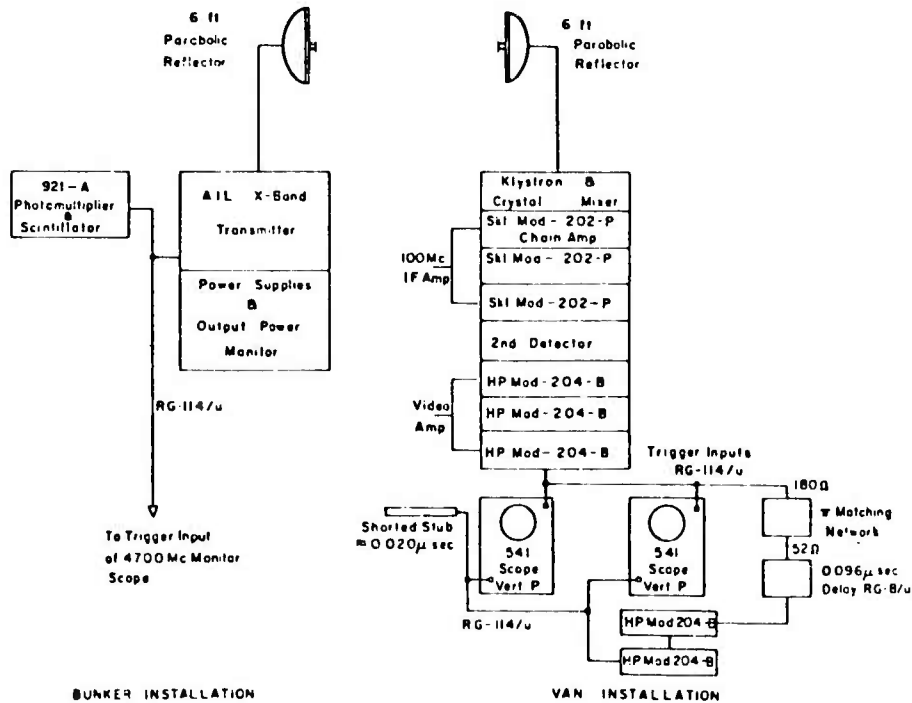 6 ft
Parabolic
Reflector
6 ft
Parabolic
Reflector
921-A
Photomultiplier
&
Scintillator
AIL X-Band
Transmitter
Power Supplies
&
Output Power
Monitor
RG-114/u
To Trigger Input
of 4700 Mc Monitor
Scope
BUNKER INSTALLATION
Klystron &
Crystal Mixer
Skl Mod-202-P
Chain Amp
Skl Mod-202-P
Skl Mod-202-P
100 Mc
IF Amp
2nd Detector
HP Mod-204-B
HP Mod-204-B
HP Mod-204-B
Video
Amp
Trigger Inputs
RG-114/u
180Ω
π Matching
Network
52Ω
0.096μ sec
Delay RG-8/u
Shorted Stub
≈ 0.020μ sec
541
Scope
Vert P
541
Scope
Vert P
RG-114/u
HP Mod 204-B
HP Mod 204-B
VAN INSTALLATION